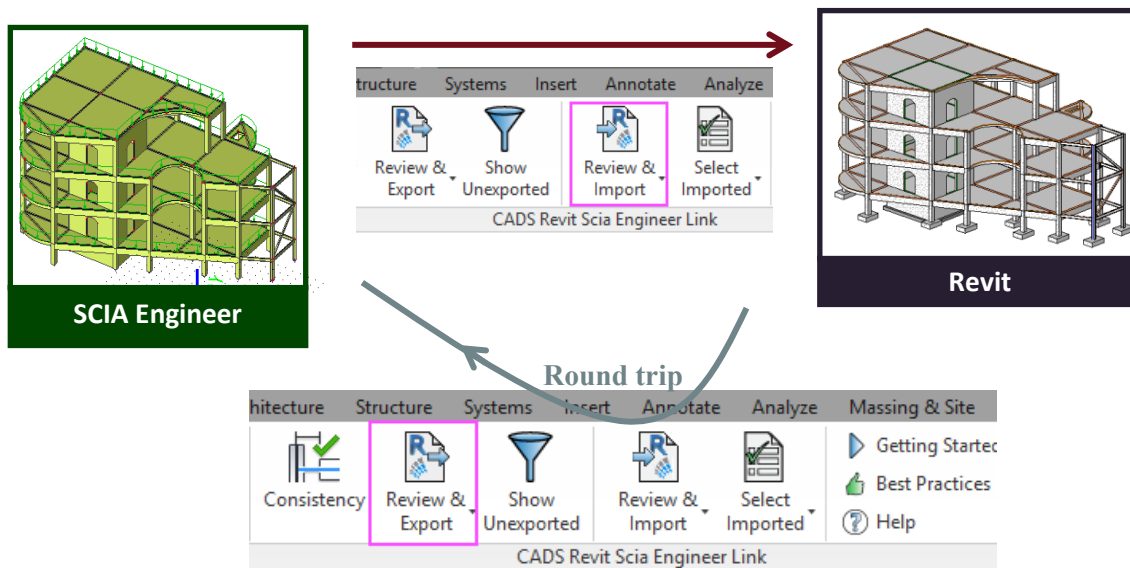 tructure Systems Insert Annotate Analyze
Review & Export
Show Unexported
Review & Import
Select Imported
CADS Revit Scia Engineer Link
SCIA Engineer
Revit
Round trip
hitecture Structure Systems Insert Annotate Analyze Massing & Site
Consistency
Review & Export
Show Unexported
Review & Import
Select Imported
Getting Started
Best Practices
Help
CADS Revit Scia Engineer Link